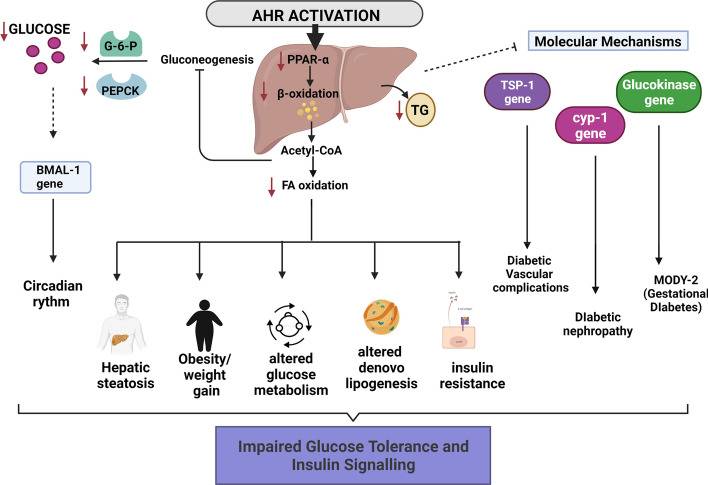 AHR ACTIVATION
GLUCOSE
G-6-P
PEPCK
Gluconeogenesis
PPAR-α
β-oxidation
Acetyl-CoA
FA oxidation
TG
Molecular Mechanisms
TSP-1
gene
cyp-1
gene
Glucokinase
gene
BMAL-1
gene
Circadian
rythm
Diabetic
Vascular
complications
DIabetic
nephropathy
MODY-2
(Gestational
DIabetes)
Hepatic
steatosis
Obesity/
weight
gain
altered
glucose
metabolism
altered
denovo
lipogenesis
insulin
resistance
Impaired Glucose Tolerance and
Insulin Signalling